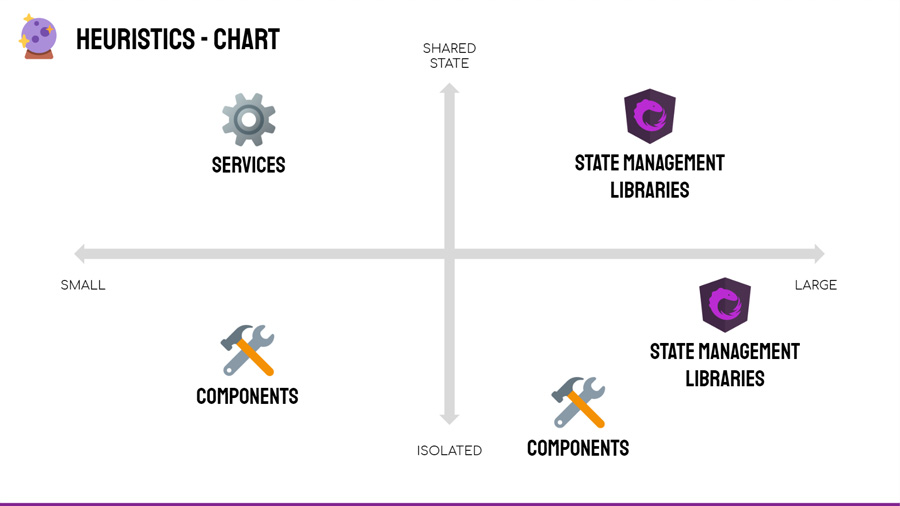 HEURISTICS - CHART
SHARED
STATE
SERVICES
STATE MANAGEMENT
LIBRARIES
SMALL
LARGE
STATE MANAGEMENT
LIBRARIES
COMPONENTS
ISOLATED
COMPONENTS